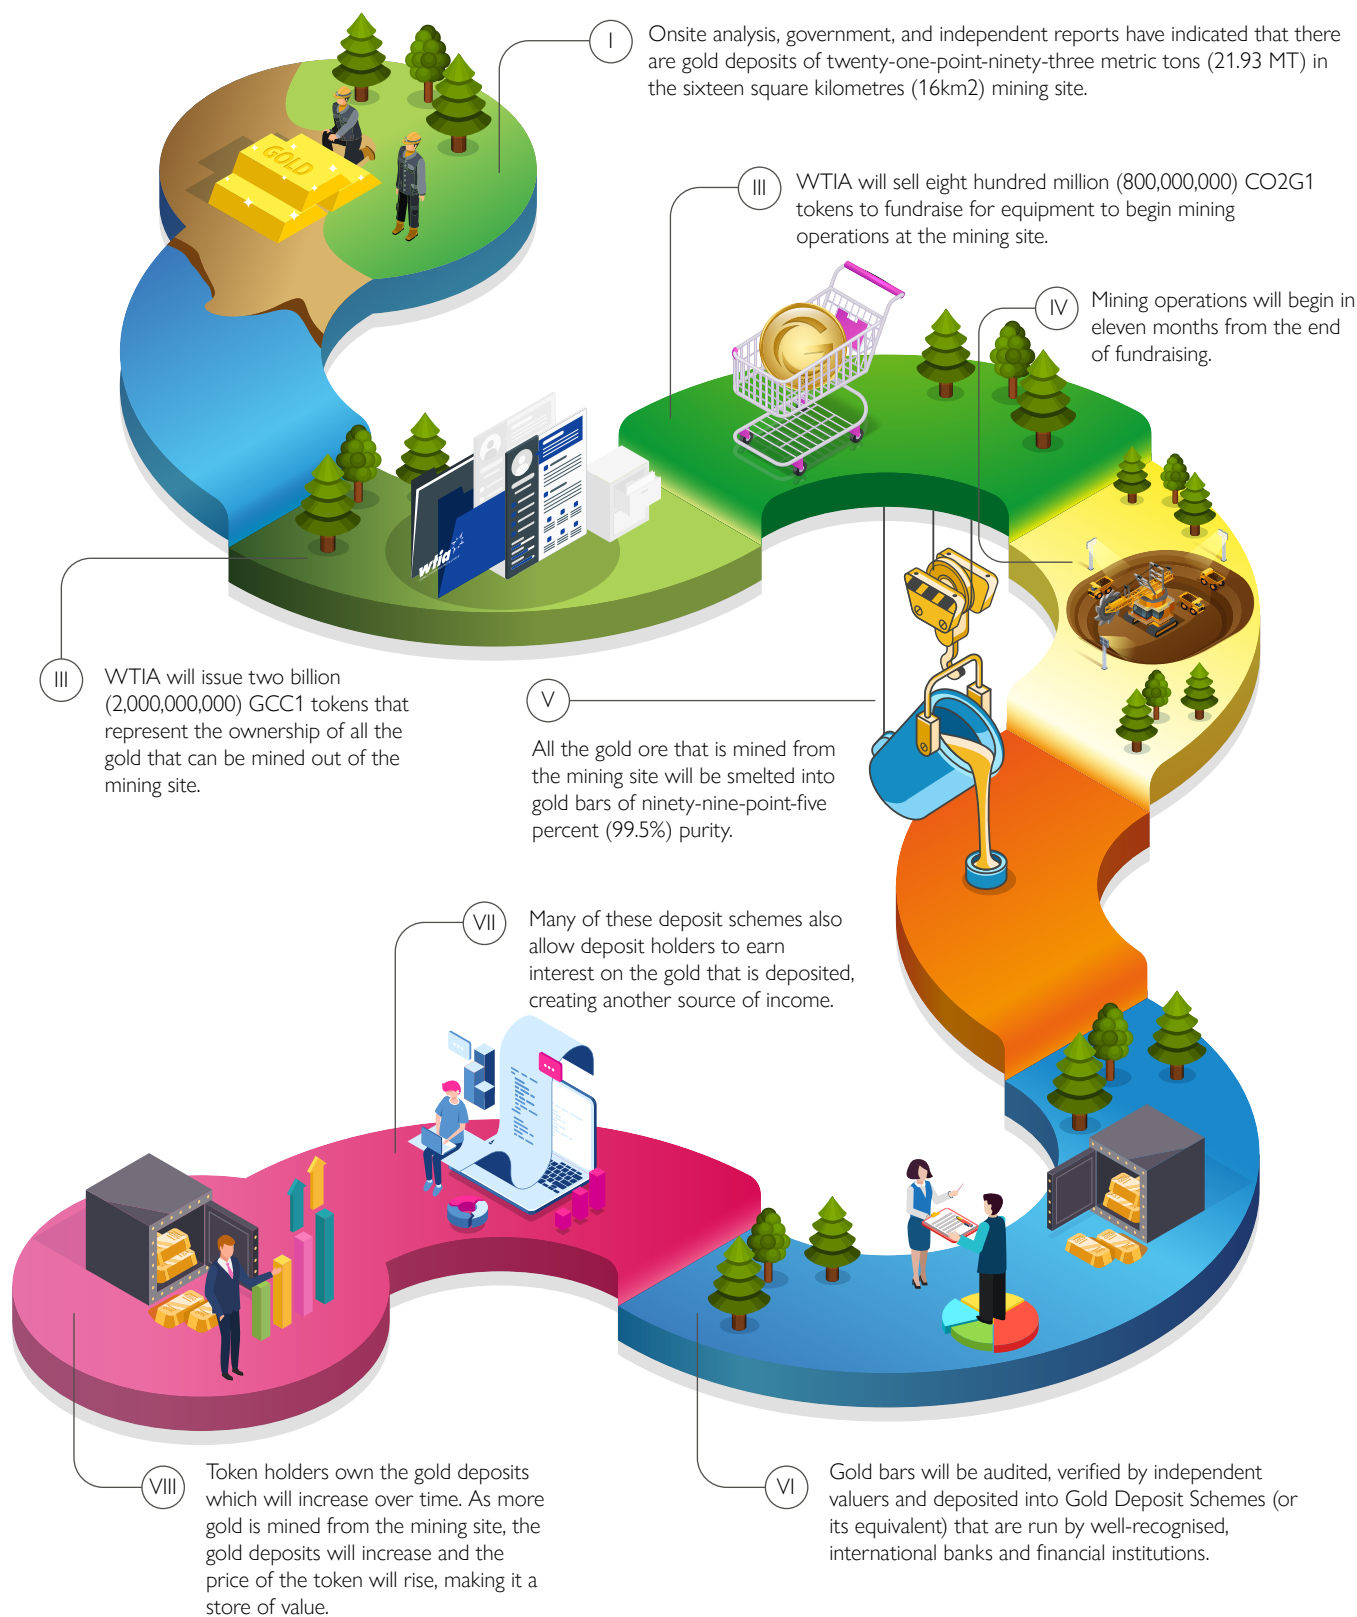 I
Onsite analysis, government, and independent reports have indicated that there
are gold deposits of twenty-one-point-ninety-three metric tons (21.93 MT) in
the sixteen square kilometres (16km2) mining site.
GOLD
III
WTIA will sell eight hundred million (800,000,000) CO2G1
tokens to fundraise for equipment to begin mining
operations at the mining site.
IV
Mining operations will begin in
eleven months from the end
of fundraising.
wtia
III
WTIA will issue two billion
(2,000,000,000) GCC1 tokens that
represent the ownership of all the
gold that can be mined out of the
mining site.
V
All the gold ore that is mined from
the mining site will be smelted into
gold bars of ninety-nine-point-five
percent (99.5%) purity.
VII
Many of these deposit schemes also
allow deposit holders to earn
interest on the gold that is deposited,
creating another source of income.
VIII
Token holders own the gold deposits
which will increase over time. As more
gold is mined from the mining site, the
gold deposits will increase and the
price of the token will rise, making it a
store of value.
VI
Gold bars will be audited, verified by independent
valuers and deposited into Gold Deposit Schemes (or
its equivalent) that are run by well-recognised,
international banks and financial institutions.